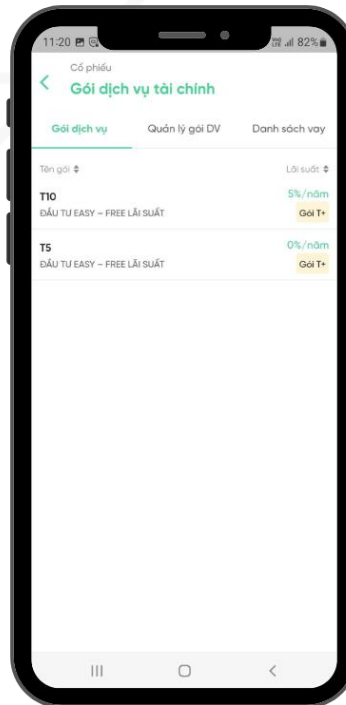 11:20 82%
Cổ phiếu
Gói dịch vụ tài chính
Gói dịch vụ Quản lý gói DV Danh sách vay
Tên gói Lãi suất
T10 5%/năm
ĐẦU TƯ EASY – FREE LÃI SUẤT Gói T+
T5 0%/năm
ĐẦU TƯ EASY – FREE LÃI SUẤT Gói T+